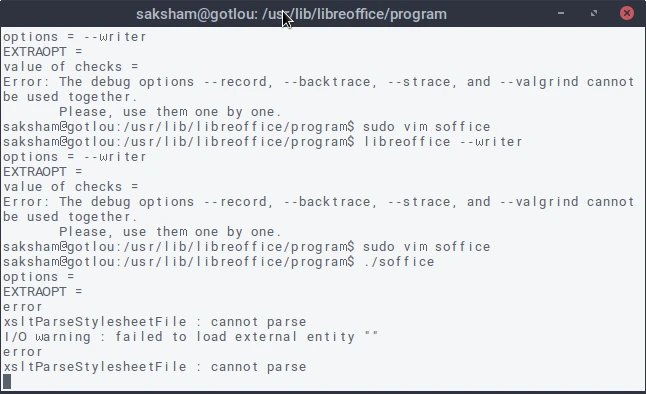 saksham@gotlou: /usr/lib/libreoffice/program
options = --writer
EXTRAOPT =
value of checks =
Error: The debug options --record, --backtrace, --strace, and --valgrind cannot
be used together.
Please, use them one by one.
saksham@gotlou:/usr/lib/libreoffice/program$ sudo vim soffice
saksham@gotlou:/usr/lib/libreoffice/program$ libreoffice --writer
options = --writer
EXTRAOPT =
value of checks =
Error: The debug options --record, --backtrace, --strace, and --valgrind cannot
be used together.
Please, use them one by one.
saksham@gotlou:/usr/lib/libreoffice/program$ sudo vim soffice
saksham@gotlou:/usr/lib/libreoffice/program$ ./soffice
options =
EXTRAOPT =
error
xsltParseStylesheetFile : cannot parse
I/O warning : failed to load external entity ""
error
xsltParseStylesheetFile : cannot parse